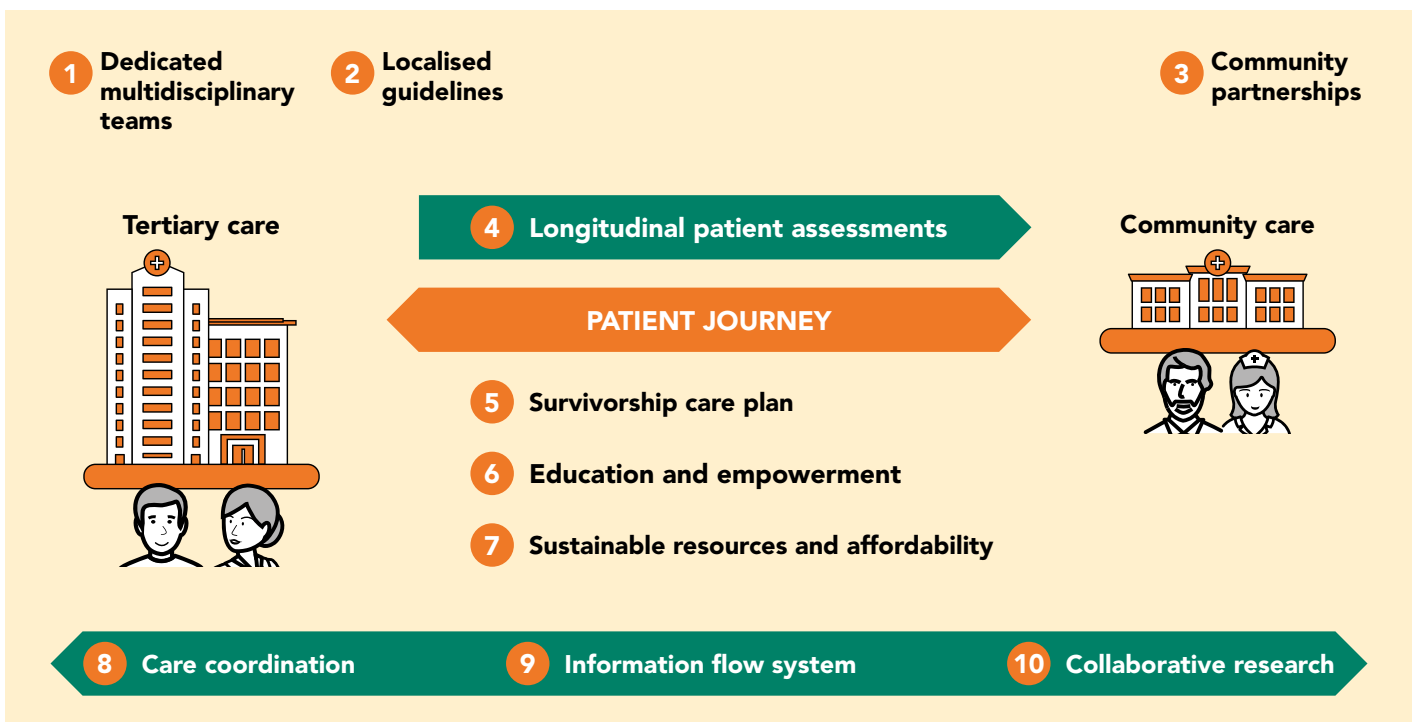 1 Dedicated
multidisciplinary
teams
2 Localised
guidelines
3 Community
partnerships
Tertiary care
4 Longitudinal patient assessments
Community care
PATIENT JOURNEY
5 Survivorship care plan
6 Education and empowerment
7 Sustainable resources and affordability
8 Care coordination
9 Information flow system
10 Collaborative research